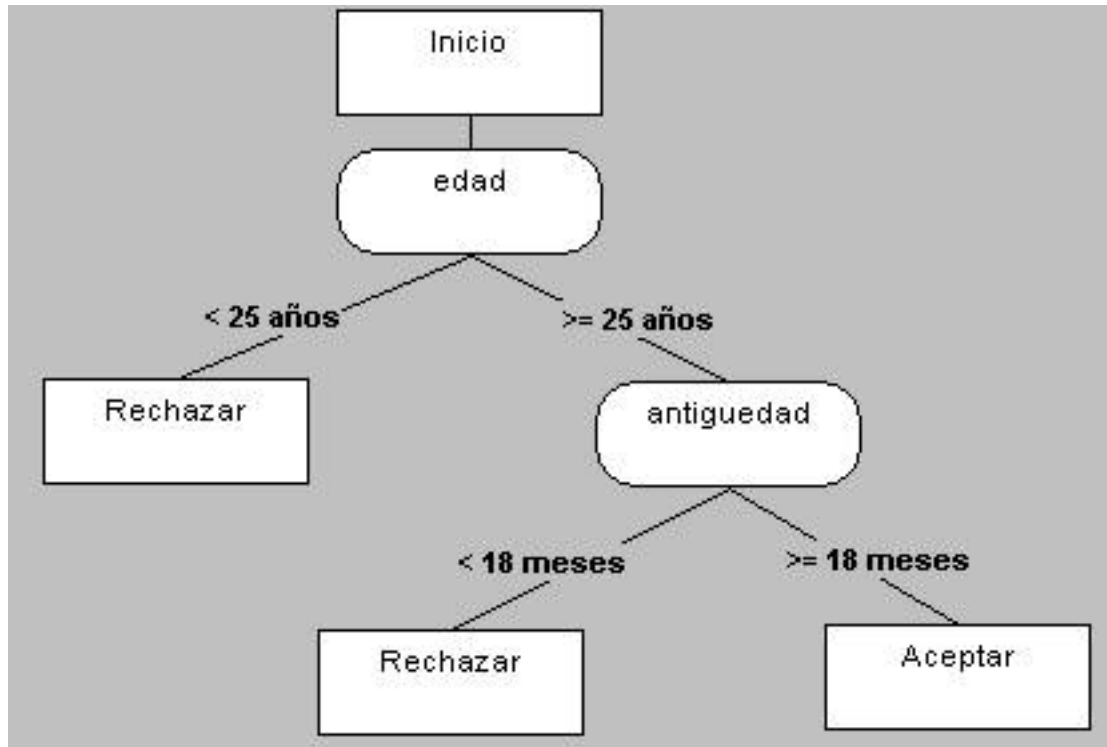 Inicio
edad
< 25 años
>= 25 años
Rechazar
antiguedad
< 18 meses
>= 18 meses
Rechazar
Aceptar